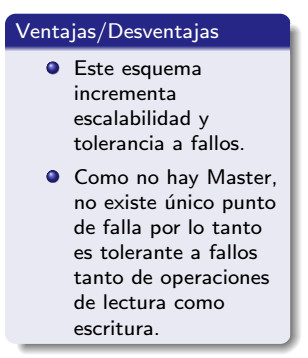 Ventajas/Desventajas
Este esquema
incrementa
escalabilidad y
tolerancia a fallos.
Como no hay Master,
no existe único punto
de falla por lo tanto
es tolerante a fallos
tanto de operaciones
de lectura como
escritura.